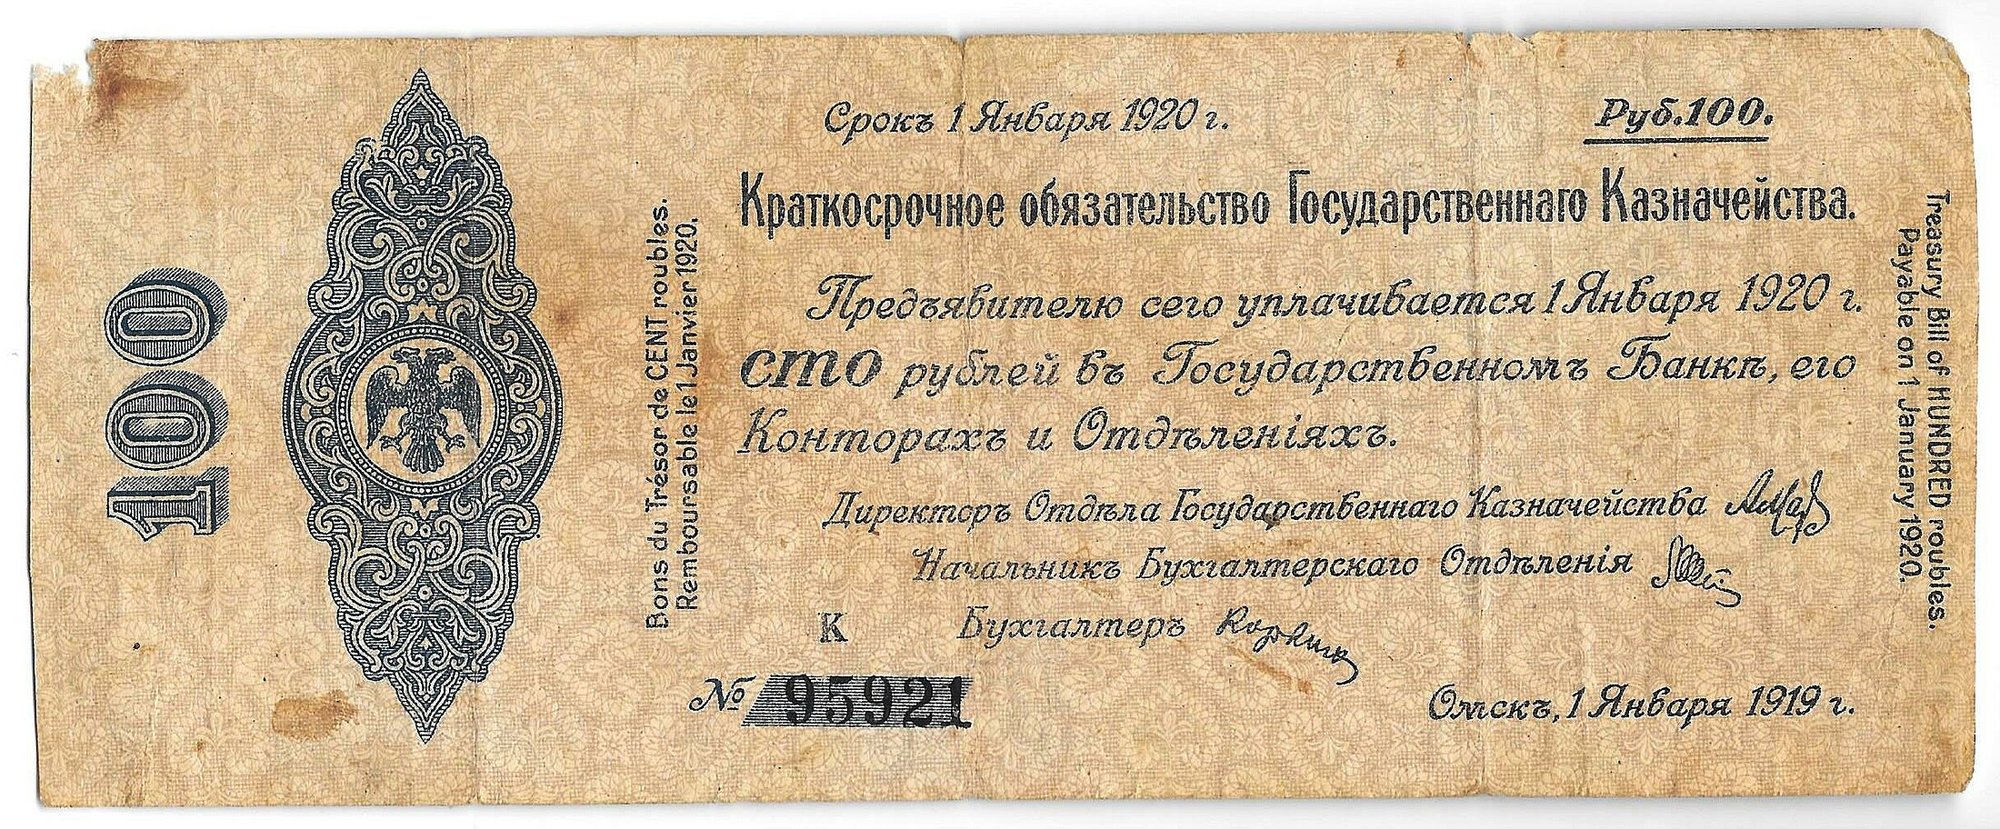 100
Bons du Trésor de CENT roubles.
Remboursable le 1 Janvier 1920.
Срокъ 1 Января 1920 г.
Руб. 100.
Краткосрочное обязательство Государственнаго Казначейства.
Предъявителю сего уплачивается 1 Января 1920 г.
сто рублей въ Государственномъ Банкѣ, его
Конторахъ и Отдѣленіяхъ.
Директоръ Отдѣла Государственнаго Казначейства
Начальникъ Бухгалтерскаго Отдѣленія
К Бухгалтеръ
№ 95921
Омскъ, 1 Января 1919 г.
Treasury Bill of HUNDRED roubles.
Payable on 1 January 1920.